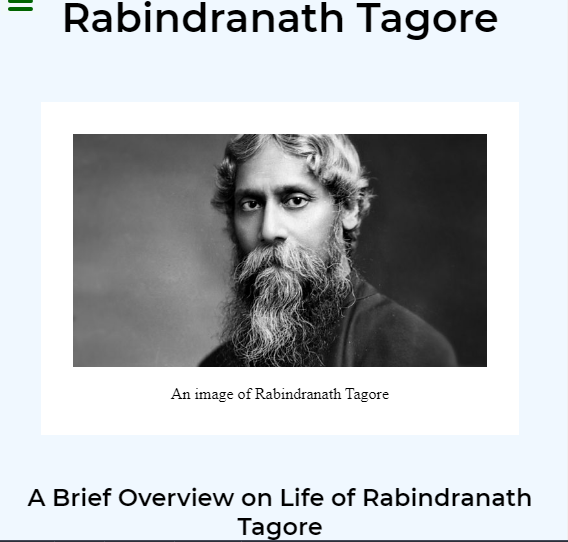 Rabindranath Tagore
An image of Rabindranath Tagore
A Brief Overview on Life of Rabindranath
Tagore